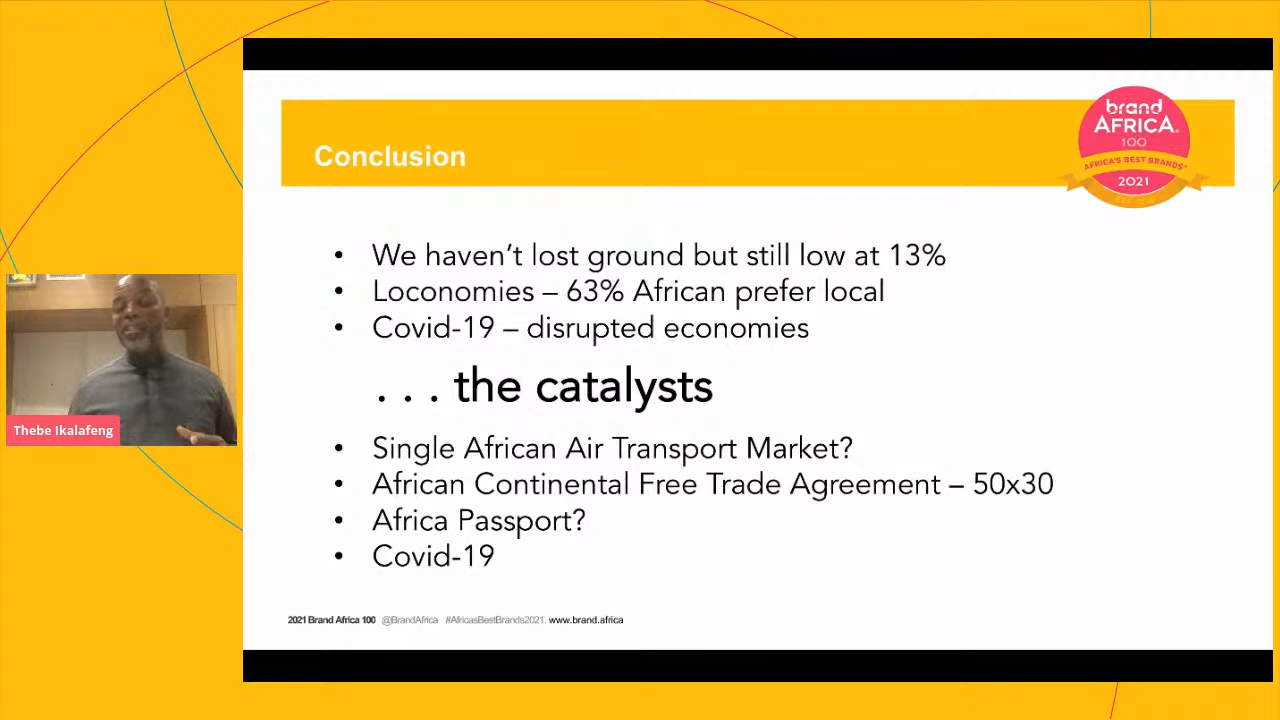 Conclusion
brand
AFRICA
100
AFRICA'S BEST BRANDS™
2021
• We haven't lost ground but still low at 13%
• Loconomies – 63% African prefer local
• Covid-19 – disrupted economies
. . . the catalysts
• Single African Air Transport Market?
• African Continental Free Trade Agreement – 50x30
• Africa Passport?
• Covid-19
Thebe Ikalafeng
2021 Brand Africa 100 @BrandAfrica #AfricasBestBrands2021. www.brand.africa